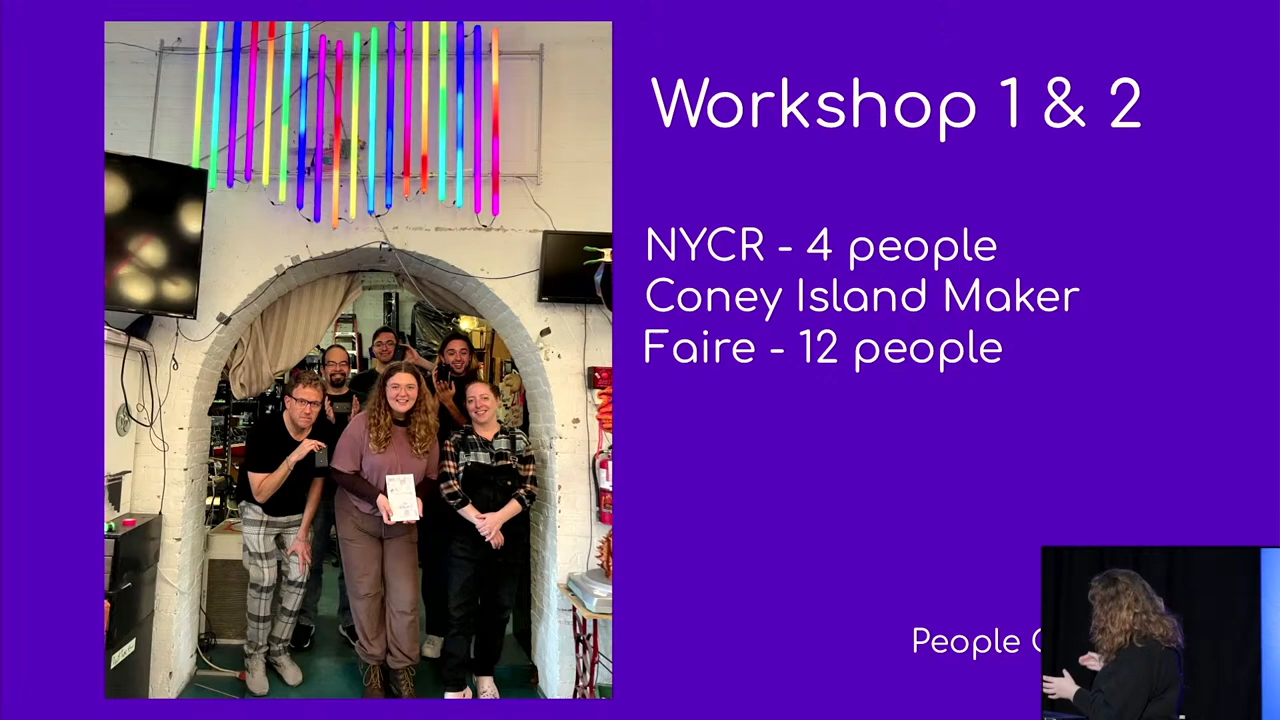 Workshop 1 & 2
NYCR - 4 people
Coney Island Maker
Faire - 12 people
People